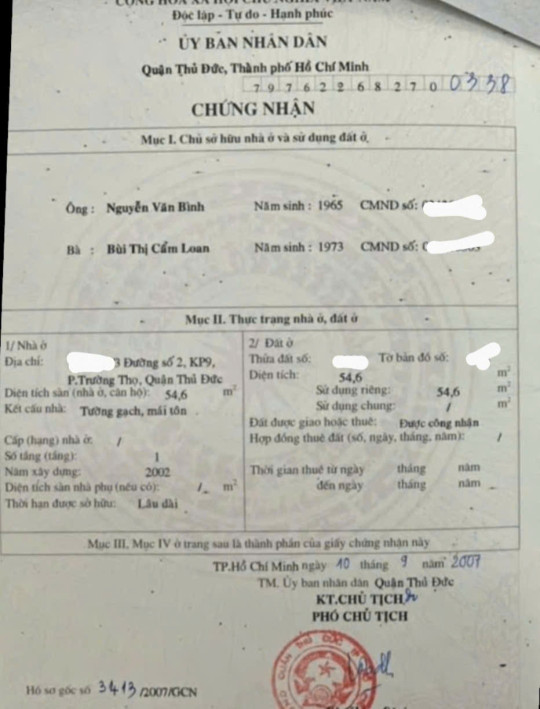 CỘNG HÒA XÃ HỘI CHỦ NGHĨA VIỆT NAM
Độc lập - Tự do - Hạnh phúc
ỦY BAN NHÂN DÂN
Quận Thủ Đức, Thành phố Hồ Chí Minh
7 9 7 6 2 2 6 8 2 7 0 0338
CHỨNG NHẬN
Mục I. Chủ sở hữu nhà ở và sử dụng đất ở
Ông : Nguyễn Văn Bình Năm sinh : 1965 CMND số:
Bà : Bùi Thị Cẩm Loan Năm sinh : 1973 CMND số:
Mục II. Thực trạng nhà ở, đất ở
1/ Nhà ở
Địa chỉ: Đường số 2, KP9,
P.Trường Thọ, Quận Thủ Đức
Diện tích sàn (nhà ở, căn hộ): 54,6 m²
Kết cấu nhà: Tường gạch, mái tôn
Cấp (hạng) nhà ở: /
Số tầng (tầng): 1
Năm xây dựng: 2002
Diện tích sàn nhà phụ (nếu có): / m²
Thời hạn được sở hữu: Lâu dài
2/ Đất ở
Thửa đất số: Tờ bản đồ số:
Diện tích: 54,6 m²
Sử dụng riêng: 54,6 m²
Sử dụng chung: / m²
Đất được giao hoặc thuê: Được công nhận
Hợp đồng thuê đất (số, ngày, tháng, năm): /
Thời gian thuê từ ngày tháng năm
đến ngày tháng năm
Mục III, Mục IV ở trang sau là thành phần của giấy chứng nhận này
TP.Hồ Chí Minh ngày 10 tháng 9 năm 2007
TM. Ủy ban nhân dân Quận Thủ Đức
KT.CHỦ TỊCH
PHÓ CHỦ TỊCH
Hồ sơ gốc số 3413/2007/GCN